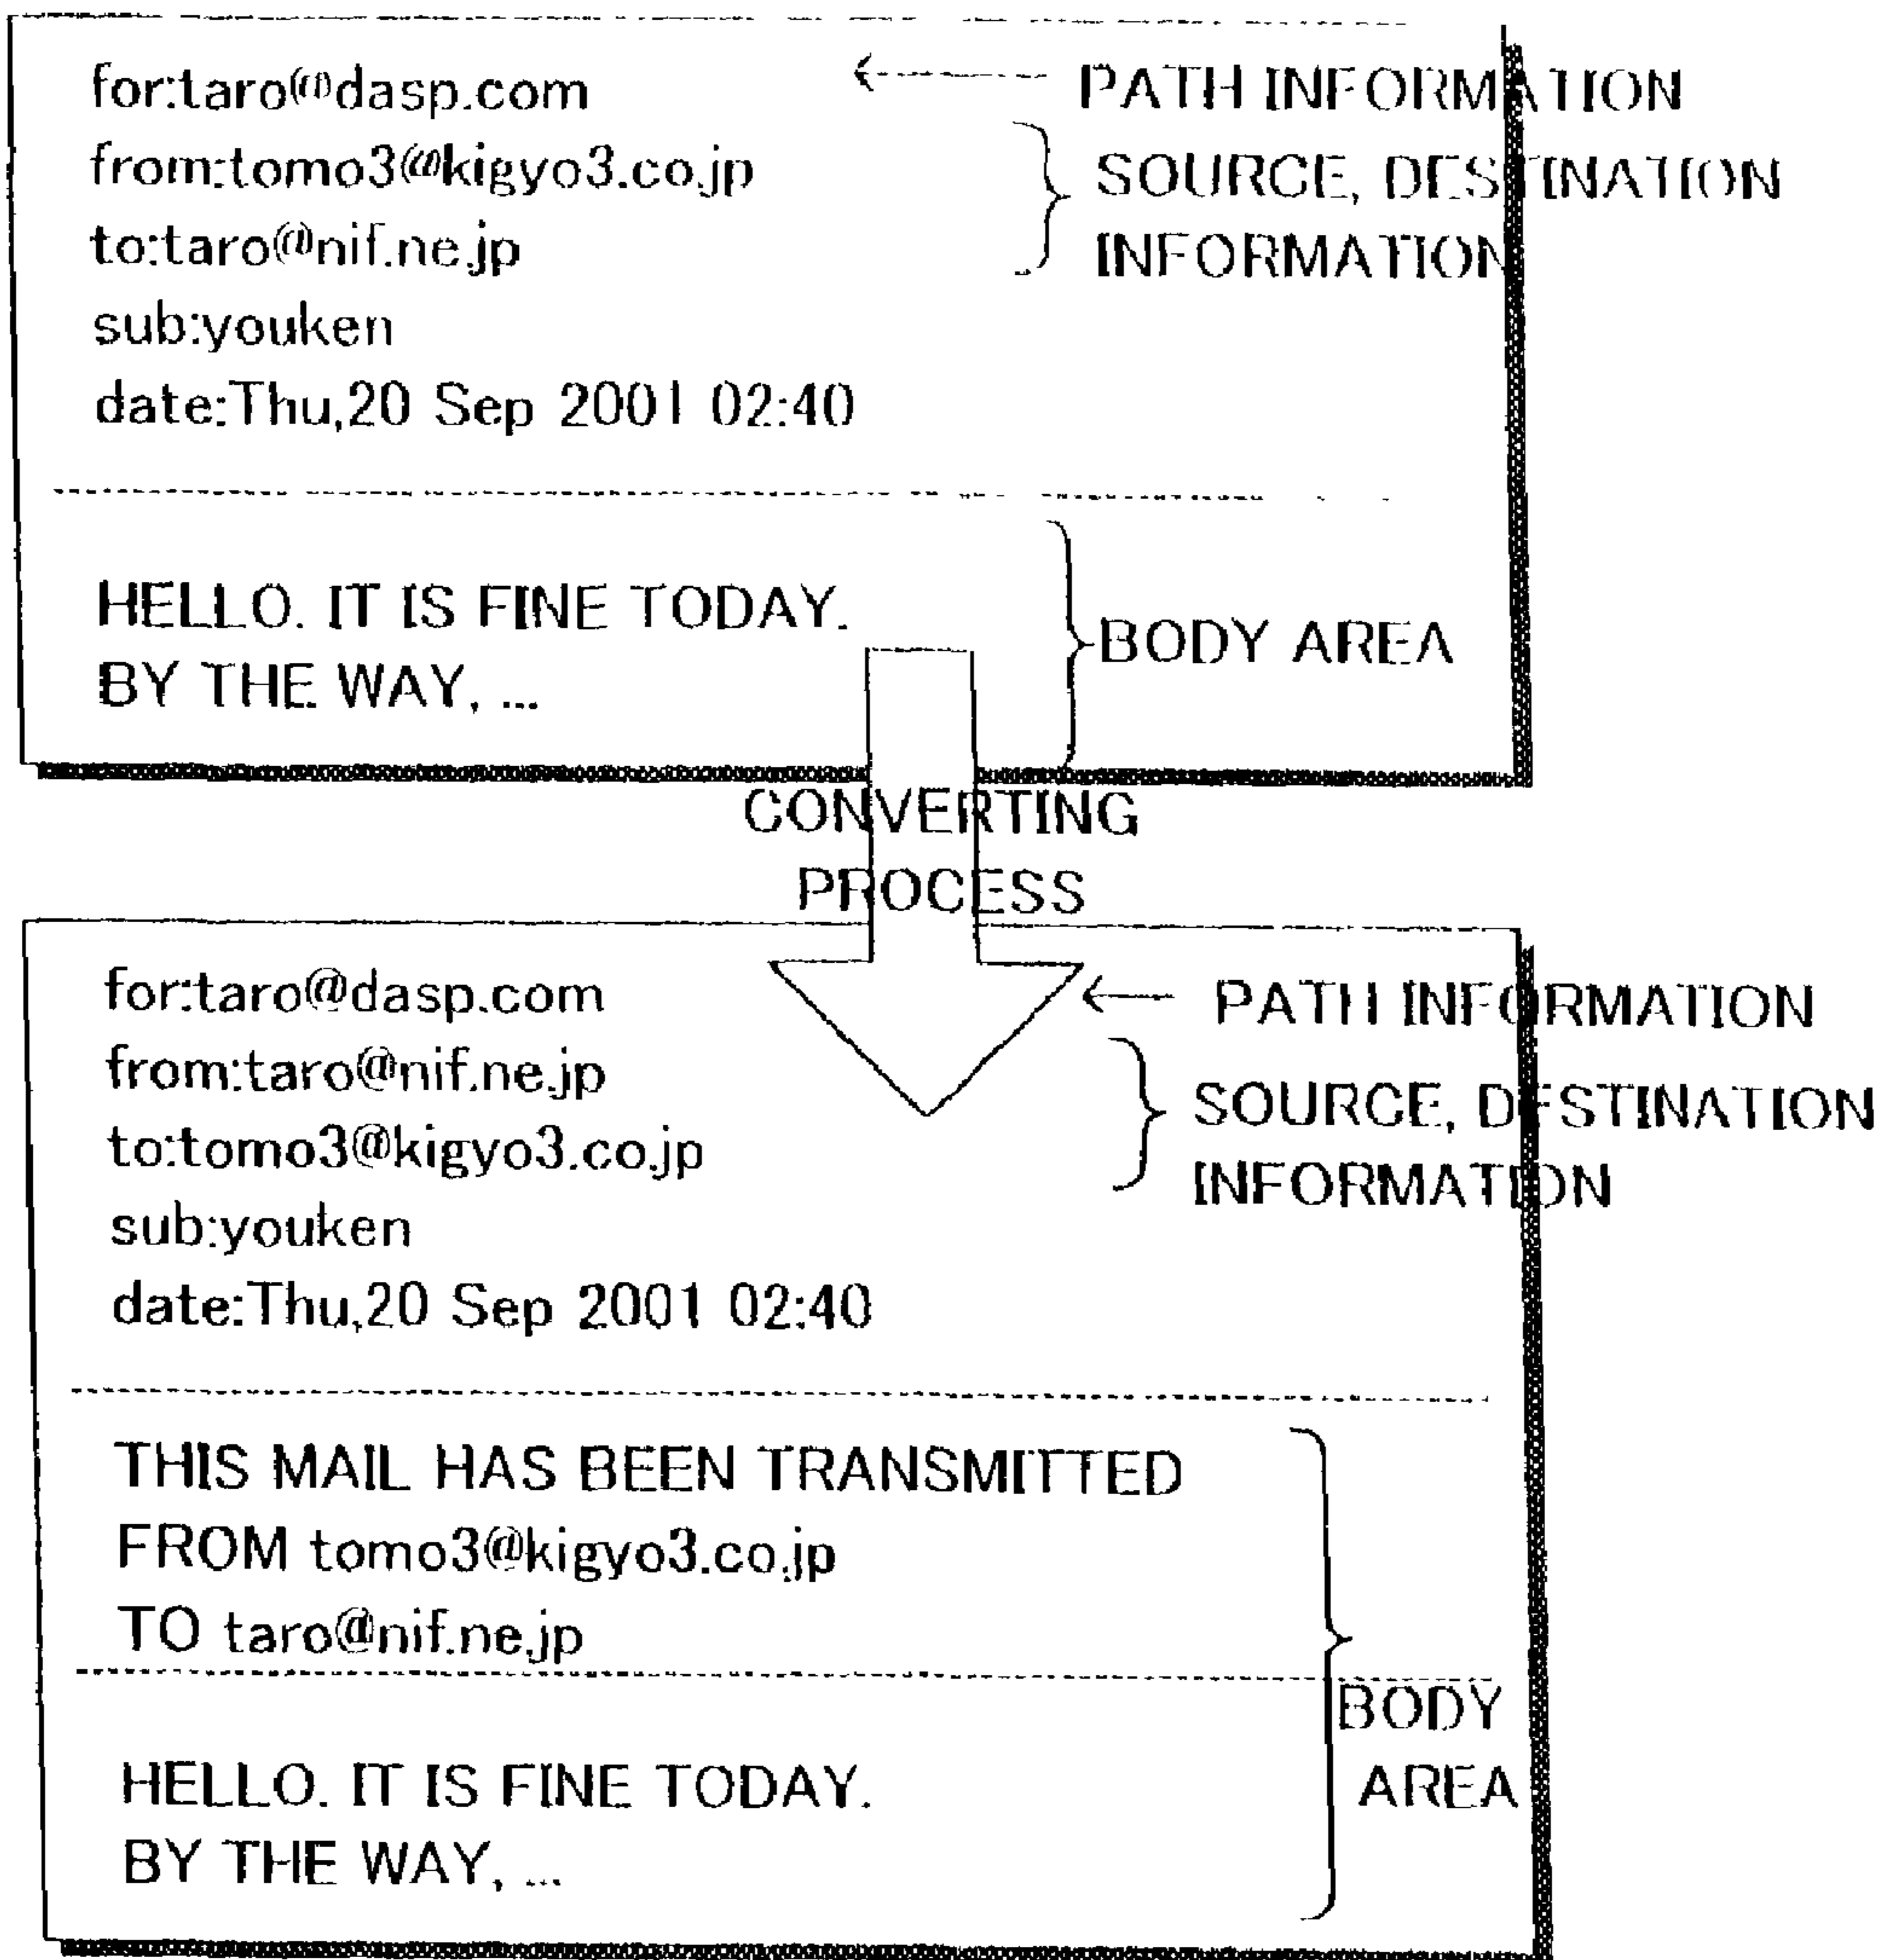 for:taro@dasp.com ← PATH INFORMATION
from:tomo3@kigyo3.co.jp SOURCE, DESTINATION
to:taro@nif.ne.jp INFORMATION
sub:youken
date:Thu,20 Sep 2001 02:40
HELLO. IT IS FINE TODAY.
BODY AREA
BY THE WAY, ...
CONVERTING
PROCESS
for:taro@dasp.com ← PATH INFORMATION
from:taro@nif.ne.jp
SOURCE, DESTINATION
to:tomo3@kigyo3.co.jp
INFORMATION
sub:youken
date:Thu,20 Sep 2001 02:40
THIS MAIL HAS BEEN TRANSMITTED
FROM tomo3@kigyo3.co.jp
TO taro@nif.ne.jp
BODY
AREA
HELLO. IT IS FINE TODAY.
BY THE WAY, ...